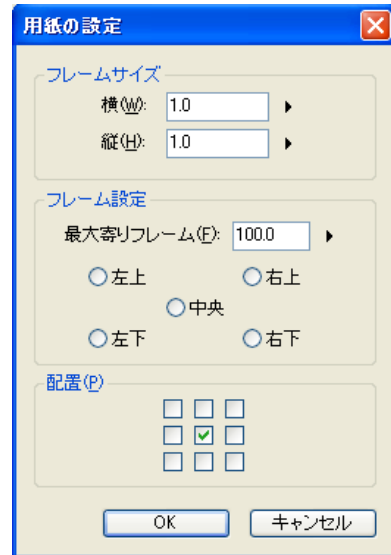 用紙の設定
フレームサイズ
横(W): 1.0
縦(H): 1.0
フレーム設定
最大寄りフレーム(F): 100.0
左上 右上
中央
左下 右下
配置(P)
OK キャンセル